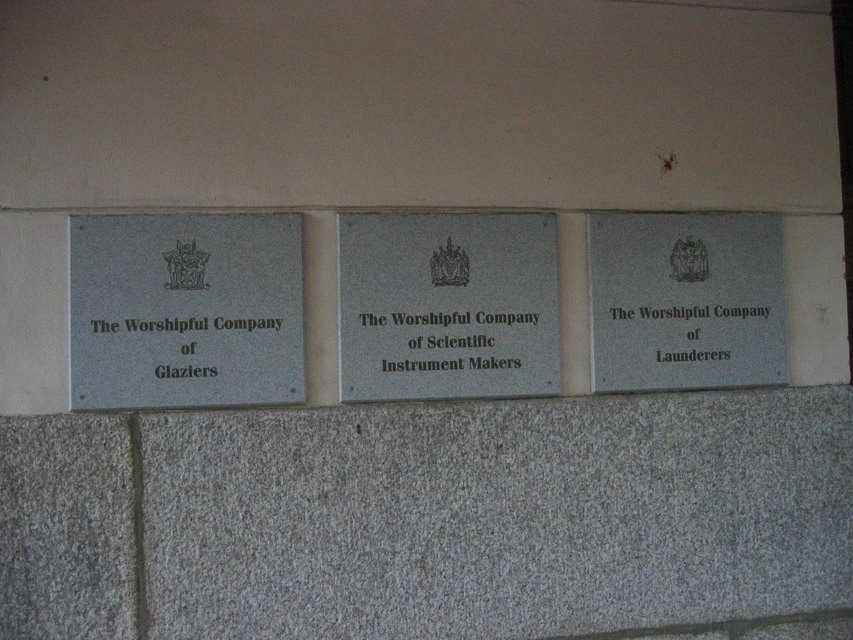 The Worshipful Company
of
Glaziers
The Worshipful Company
of Scientific
Instrument Makers
The Worshipful Company
of
Launderers